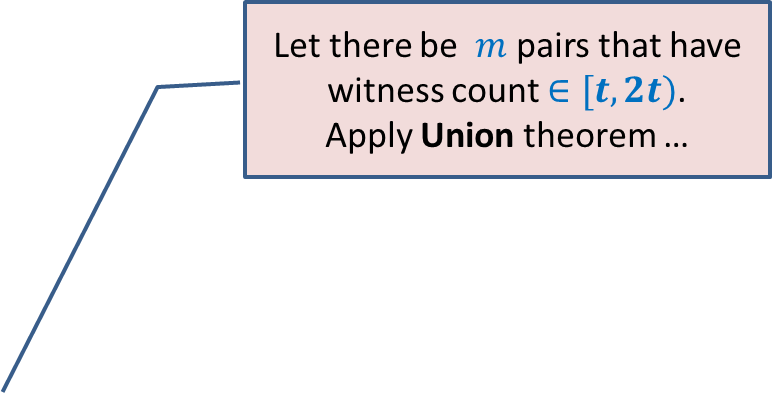 Let there be m pairs that have
witness count ∈ [t, 2t).
Apply Union theorem …